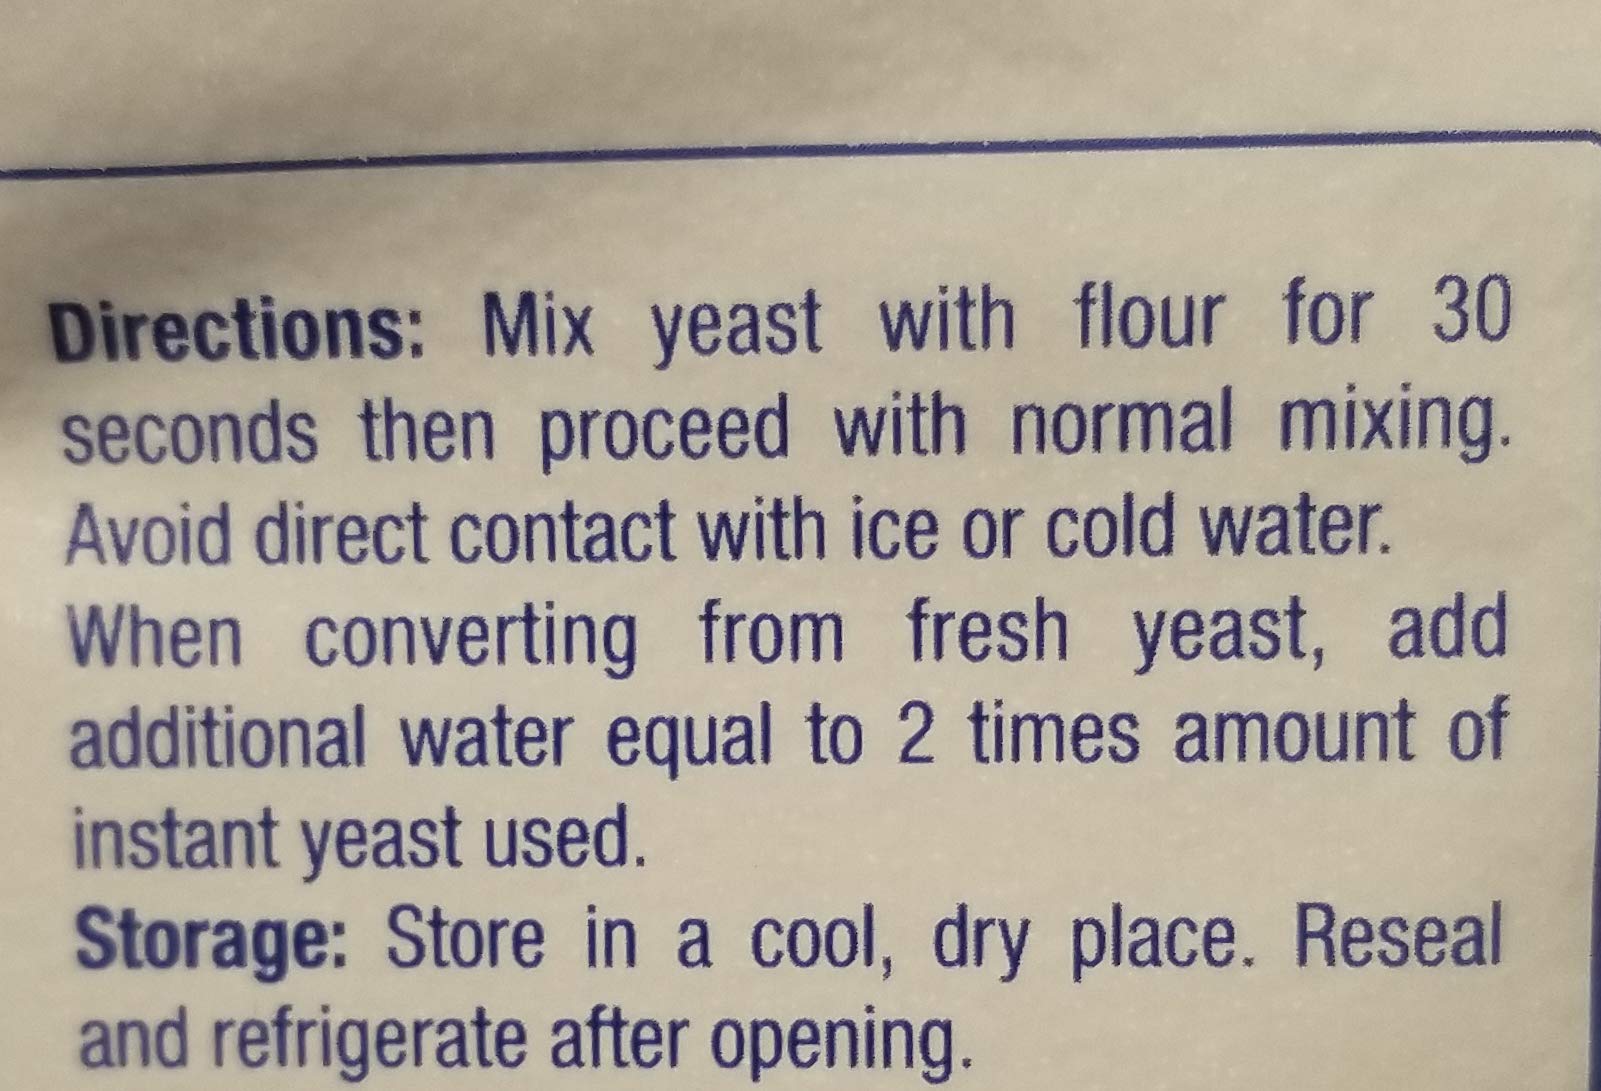 Directions: Mix yeast with flour for 30
seconds then proceed with normal mixing.
Avoid direct contact with ice or cold water.
When converting from fresh yeast, add
additional water equal to 2 times amount of
instant yeast used.
Storage: Store in a cool, dry place. Reseal
and refrigerate after opening.